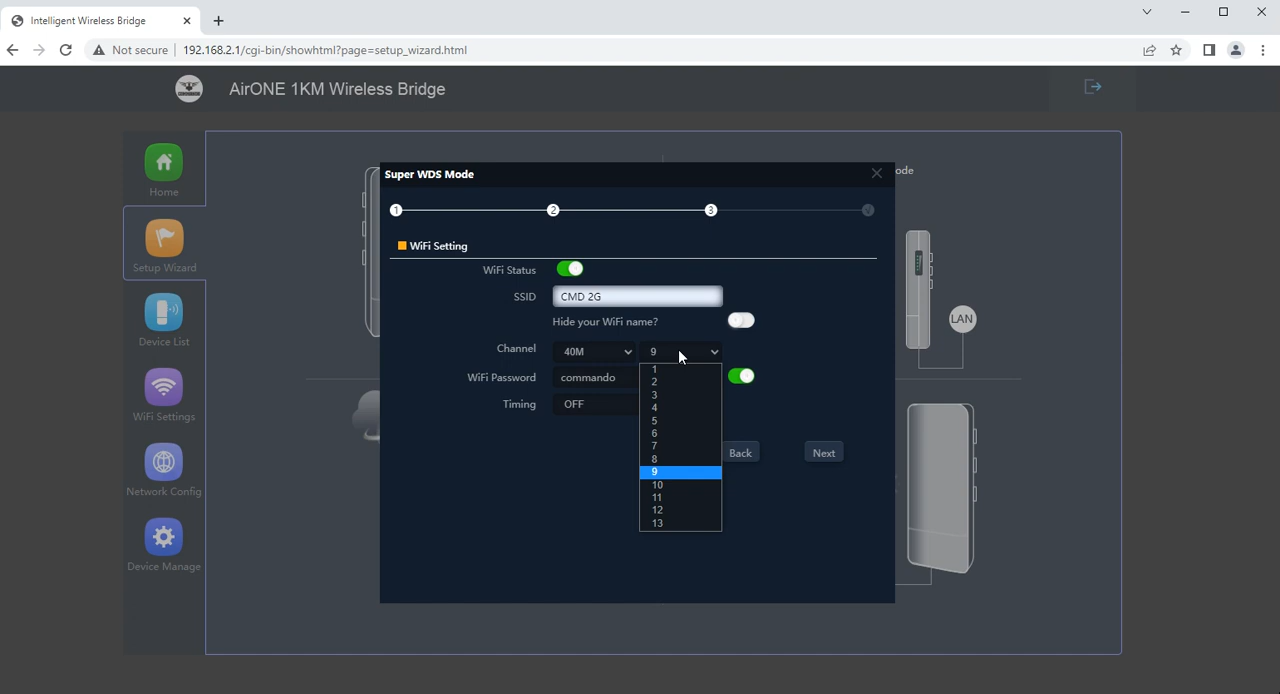 Intelligent Wireless Bridge
Not secure
192.168.2.1/cgi-bin/showhtml?page=setup_wizard.html
COMMANDO
AirONE 1KM Wireless Bridge
Home
Setup Wizard
Device List
WiFi Settings
Network Config
Device Manage
ode
LAN
Super WDS Mode
1
2
3
WiFi Setting
WiFi Status
SSID CMD 2G
Hide your WiFi name?
Channel 40M 9
WiFi Password commando
Timing OFF
1
2
3
4
5
6
7
8
9
10
11
12
13
Back
Next